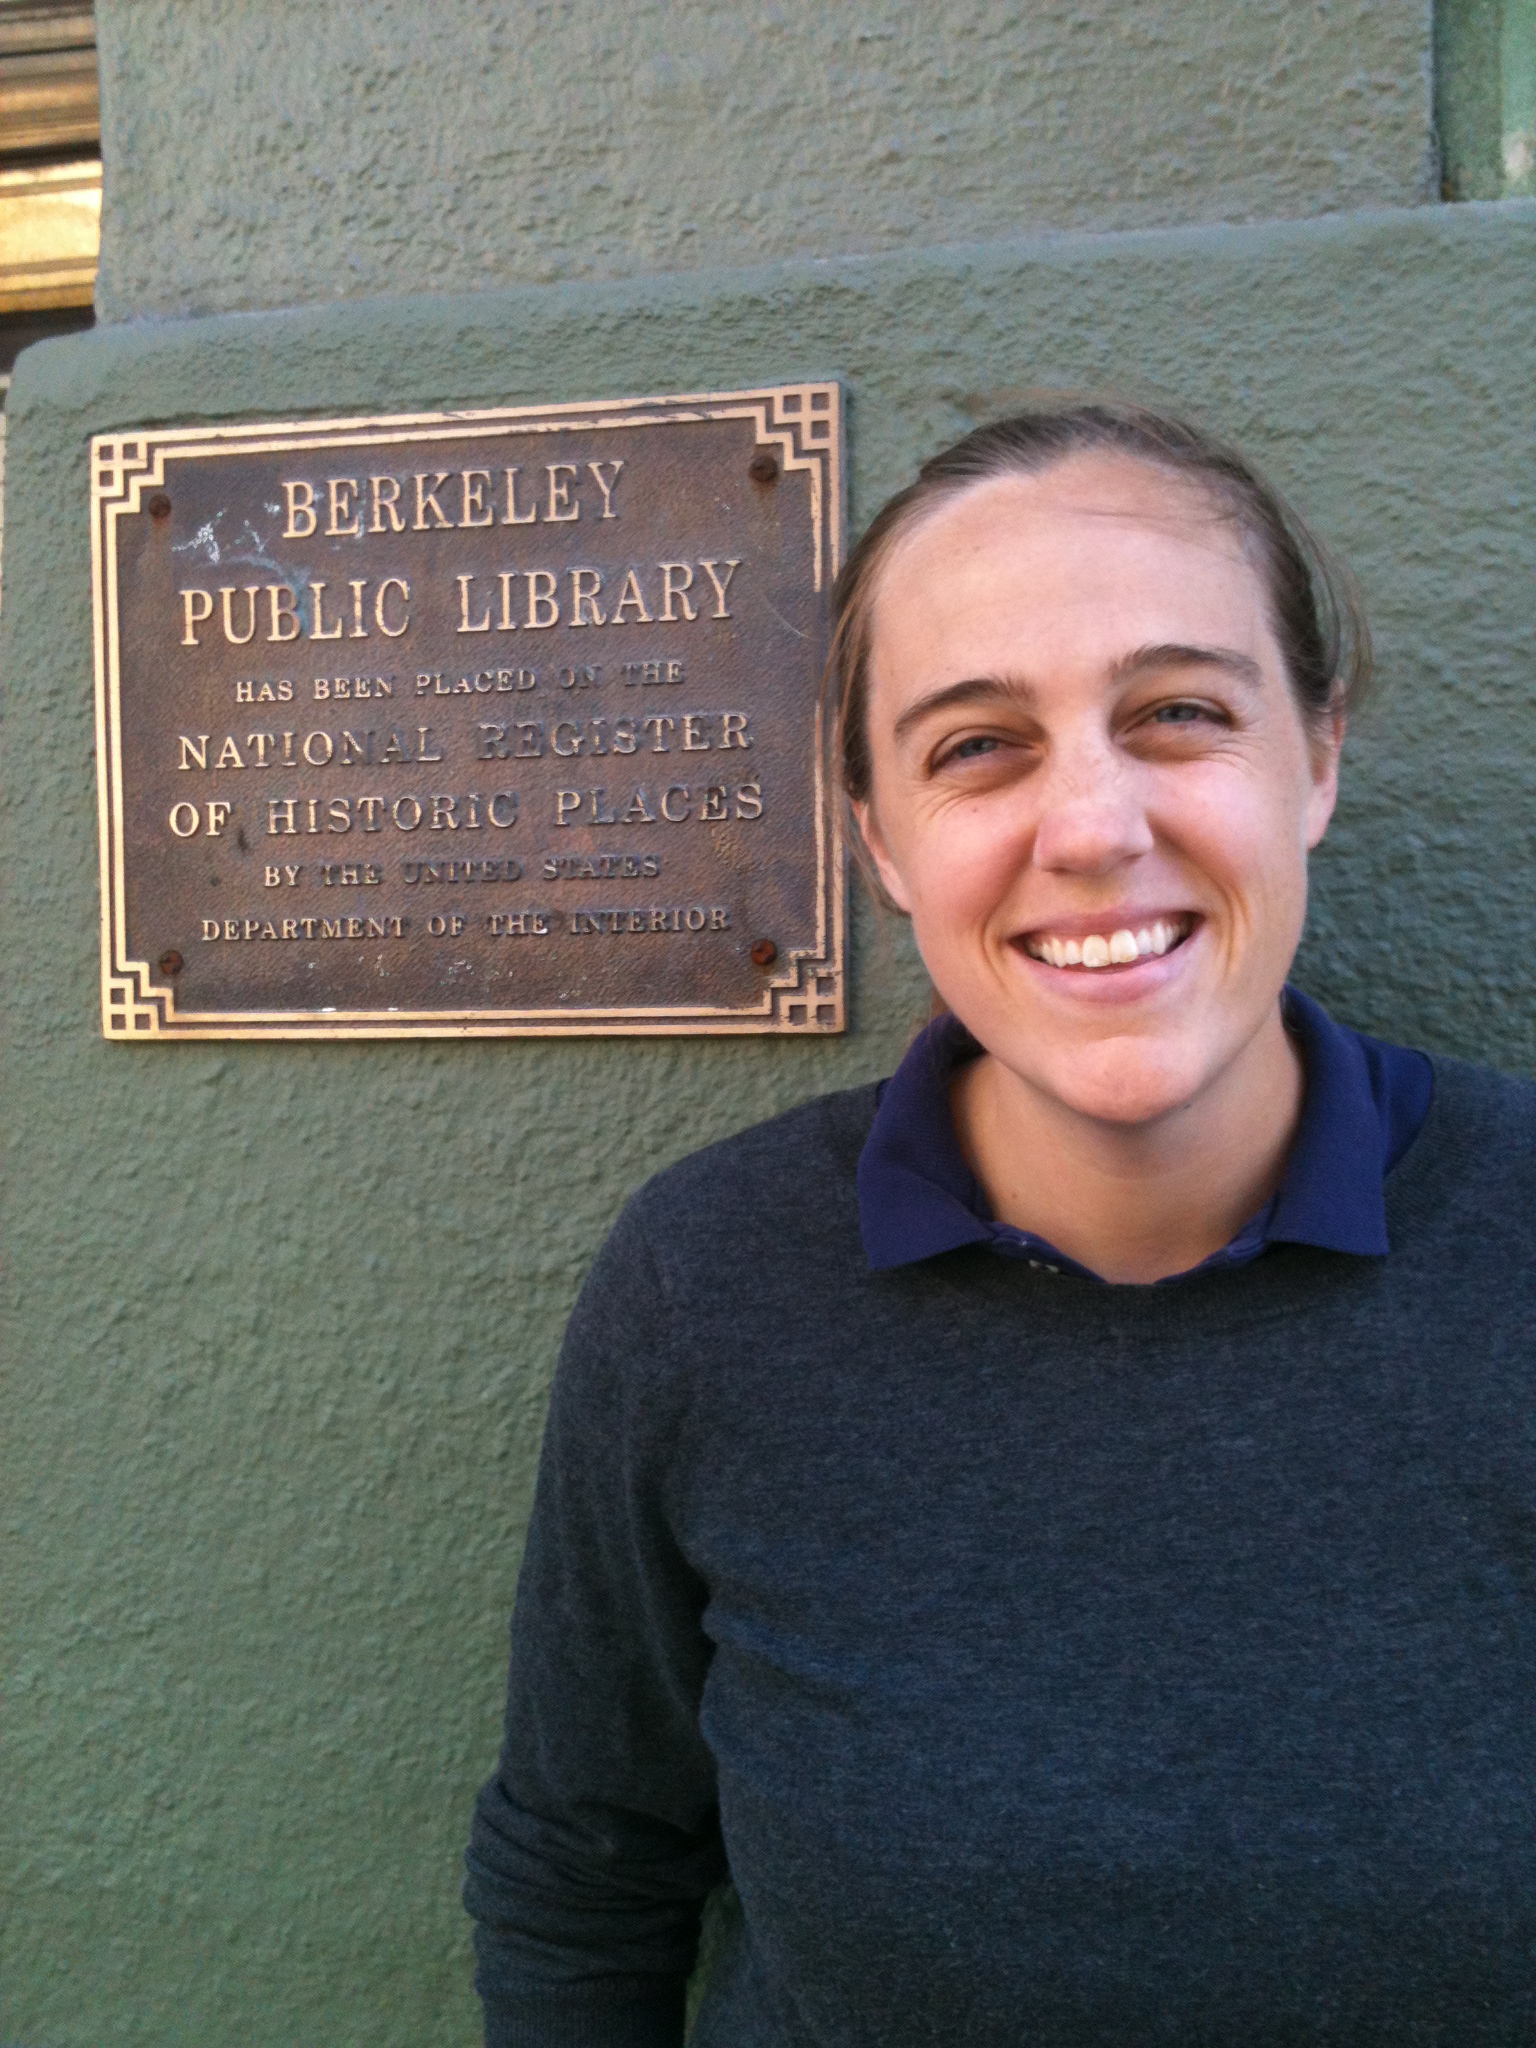 BERKELEY
PUBLIC LIBRARY
HAS BEEN PLACED ON THE
NATIONAL REGISTER
OF HISTORIC PLACES
BY THE UNITED STATES
DEPARTMENT OF THE INTERIOR